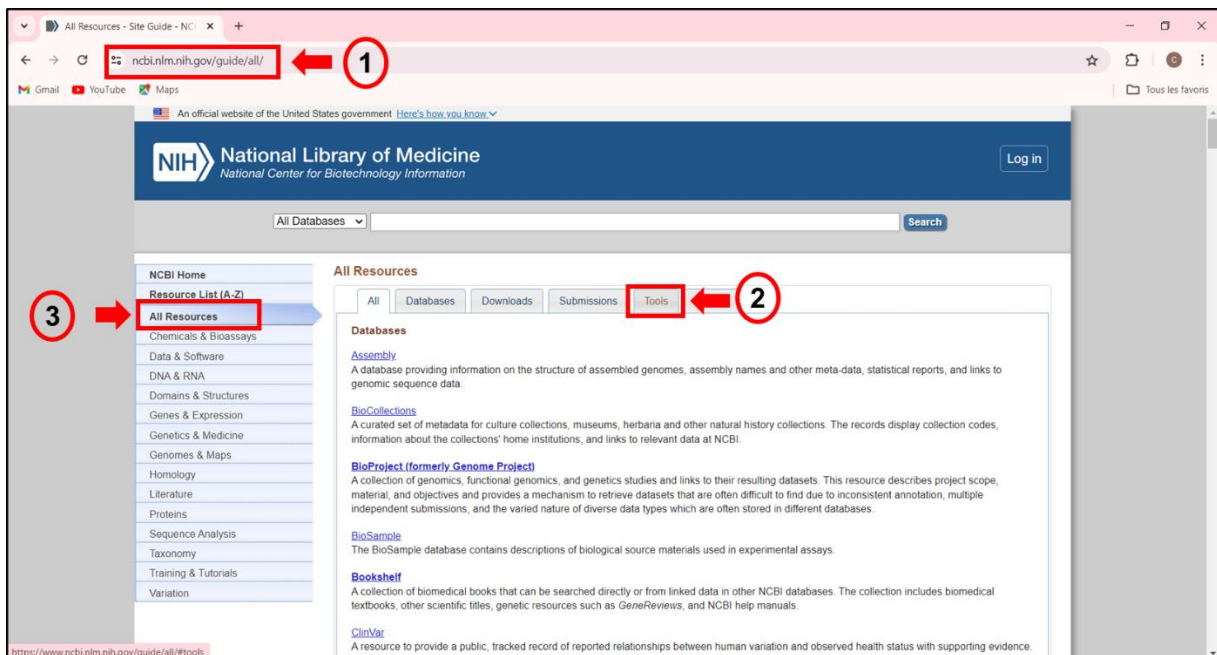 All Resources - Site Guide - NC
ncbi.nlm.nih.gov/guide/all/
1
C
Gmail YouTube Maps
Tous les favoris
An official website of the United States government Here's how you know
NIH National Library of Medicine
National Center for Biotechnology Information
Log in
All Databases
Search
NCBI Home
Resource List (A-Z)
3
All Resources
Chemicals & Bioassays
Data & Software
DNA & RNA
Domains & Structures
Genes & Expression
Genetics & Medicine
Genomes & Maps
Homology
Literature
Proteins
Sequence Analysis
Taxonomy
Training & Tutorials
Variation
All Resources
All Databases Downloads Submissions Tools
2
Databases
Assembly
A database providing information on the structure of assembled genomes, assembly names and other meta-data, statistical reports, and links to
genomic sequence data.
BioCollections
A curated set of metadata for culture collections, museums, herbaria and other natural history collections. The records display collection codes,
information about the collections' home institutions, and links to relevant data at NCBI.
BioProject (formerly Genome Project)
A collection of genomics, functional genomics, and genetics studies and links to their resulting datasets. This resource describes project scope,
material, and objectives and provides a mechanism to retrieve datasets that are often difficult to find due to inconsistent annotation, multiple
independent submissions, and the varied nature of diverse data types which are often stored in different databases.
BioSample
The BioSample database contains descriptions of biological source materials used in experimental assays.
Bookshelf
A collection of biomedical books that can be searched directly or from linked data in other NCBI databases. The collection includes biomedical
textbooks, other scientific titles, genetic resources such as GeneReviews, and NCBI help manuals.
ClinVar
A resource to provide a public, tracked record of reported relationships between human variation and observed health status with supporting evidence.
https://www.ncbi.nlm.nih.gov/guide/all/#tools